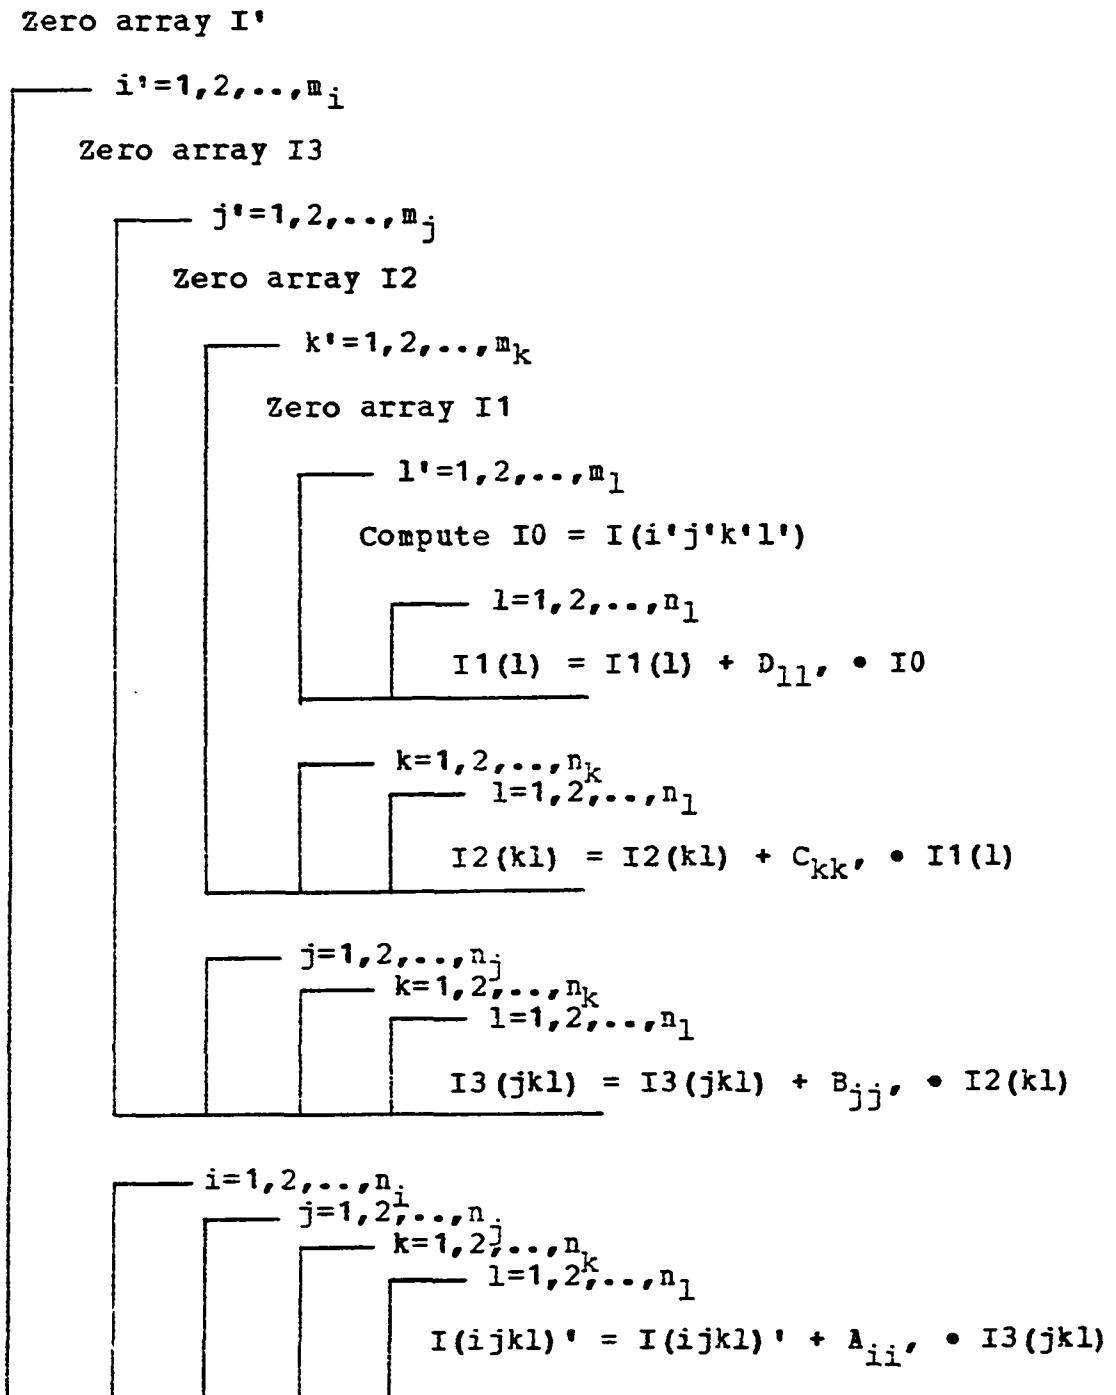 Zero array I'
i'=1,2,..,m_i
Zero array I3
j'=1,2,..,m_j
Zero array I2
k'=1,2,..,m_k
Zero array I1
l'=1,2,..,m_l
Compute I0 = I(i'j'k'l')
l=1,2,..,n_l
I1(l) = I1(l) + D_ll' • I0
k=1,2,..,n_k
l=1,2,..,n_l
I2(kl) = I2(kl) + C_kk' • I1(l)
j=1,2,..,n_j
k=1,2,..,n_k
l=1,2,..,n_l
I3(jkl) = I3(jkl) + B_jj' • I2(kl)
i=1,2,..,n_i
j=1,2,..,n_j
k=1,2,..,n_k
l=1,2,..,n_l
I(ijkl)' = I(ijkl)' + A_ii' • I3(jkl)